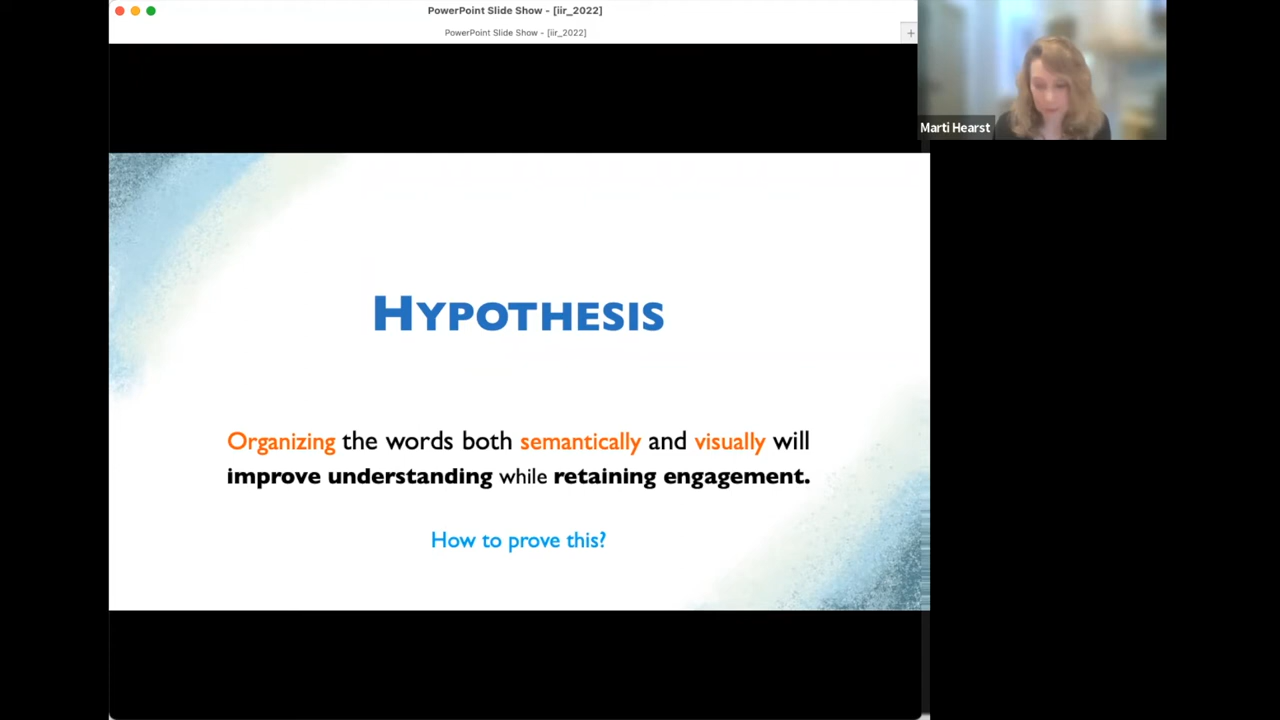 PowerPoint Slide Show - [iir_2022]
PowerPoint Slide Show - [iir_2022]
+
Marti Hearst
HYPOTHESIS
Organizing the words both semantically and visually will
improve understanding while retaining engagement.
How to prove this?